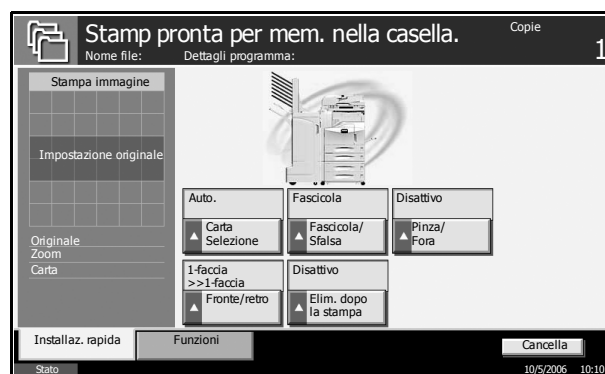 Stamp pronta per mem. nella casella.
Copie
Nome file:
Dettagli programma:
1
Stampa immagine
Impostazione originale
Originale
Zoom
Carta
Auto.
Carta
Selezione
Fascicola
Fascicola/
Sfalsa
Disattivo
Pinza/
Fora
1-faccia
>>1-faccia
Fronte/retro
Disattivo
Elim. dopo
la stampa
Installaz. rapida
Funzioni
Cancella
Stato
10/5/2006 10:10